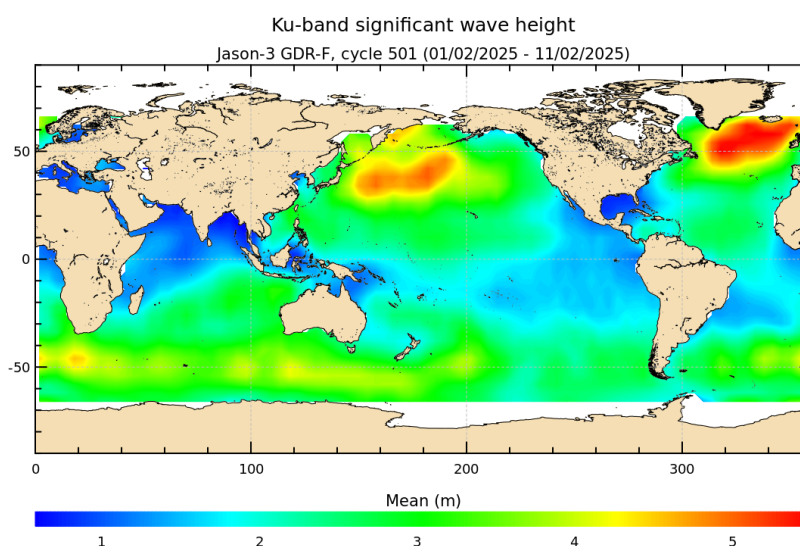 Ku-band significant wave height
Jason-3 GDR-F, cycle 501 (01/02/2025 - 11/02/2025)
50
0
-50
0 100 200 300
Mean (m)
1 2 3 4 5